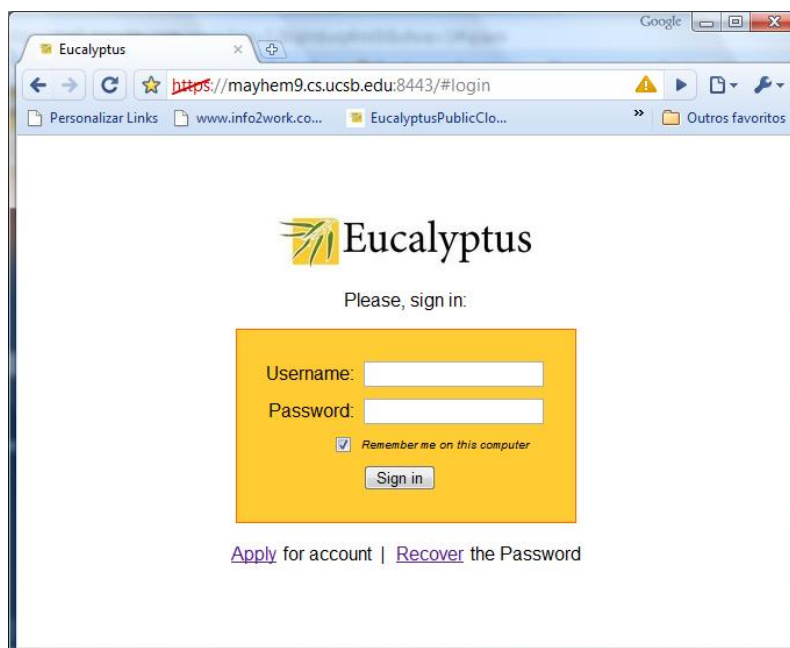 Google
Eucalyptus
https://mayhem9.cs.ucsb.edu:8443/#login
Personalizar Links www.info2work.co... EucalyptusPublicClo... » Outros favoritos
Eucalyptus
Please, sign in:
Username:
Password:
Remember me on this computer
Sign in
Apply for account | Recover the Password